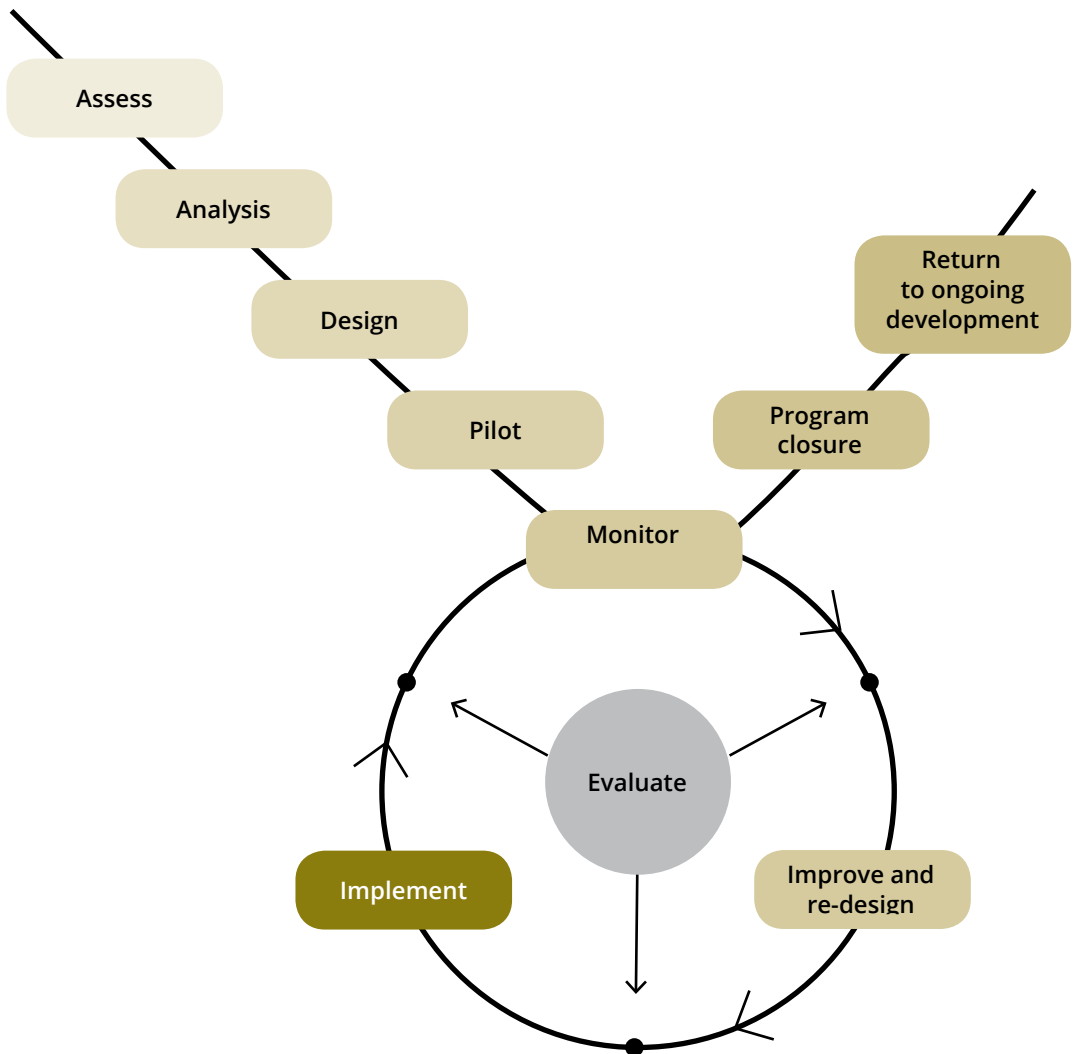 Assess
Analysis
Design
Pilot
Return
to ongoing
development
Program
closure
Monitor
Evaluate
Implement
Improve and
re-design